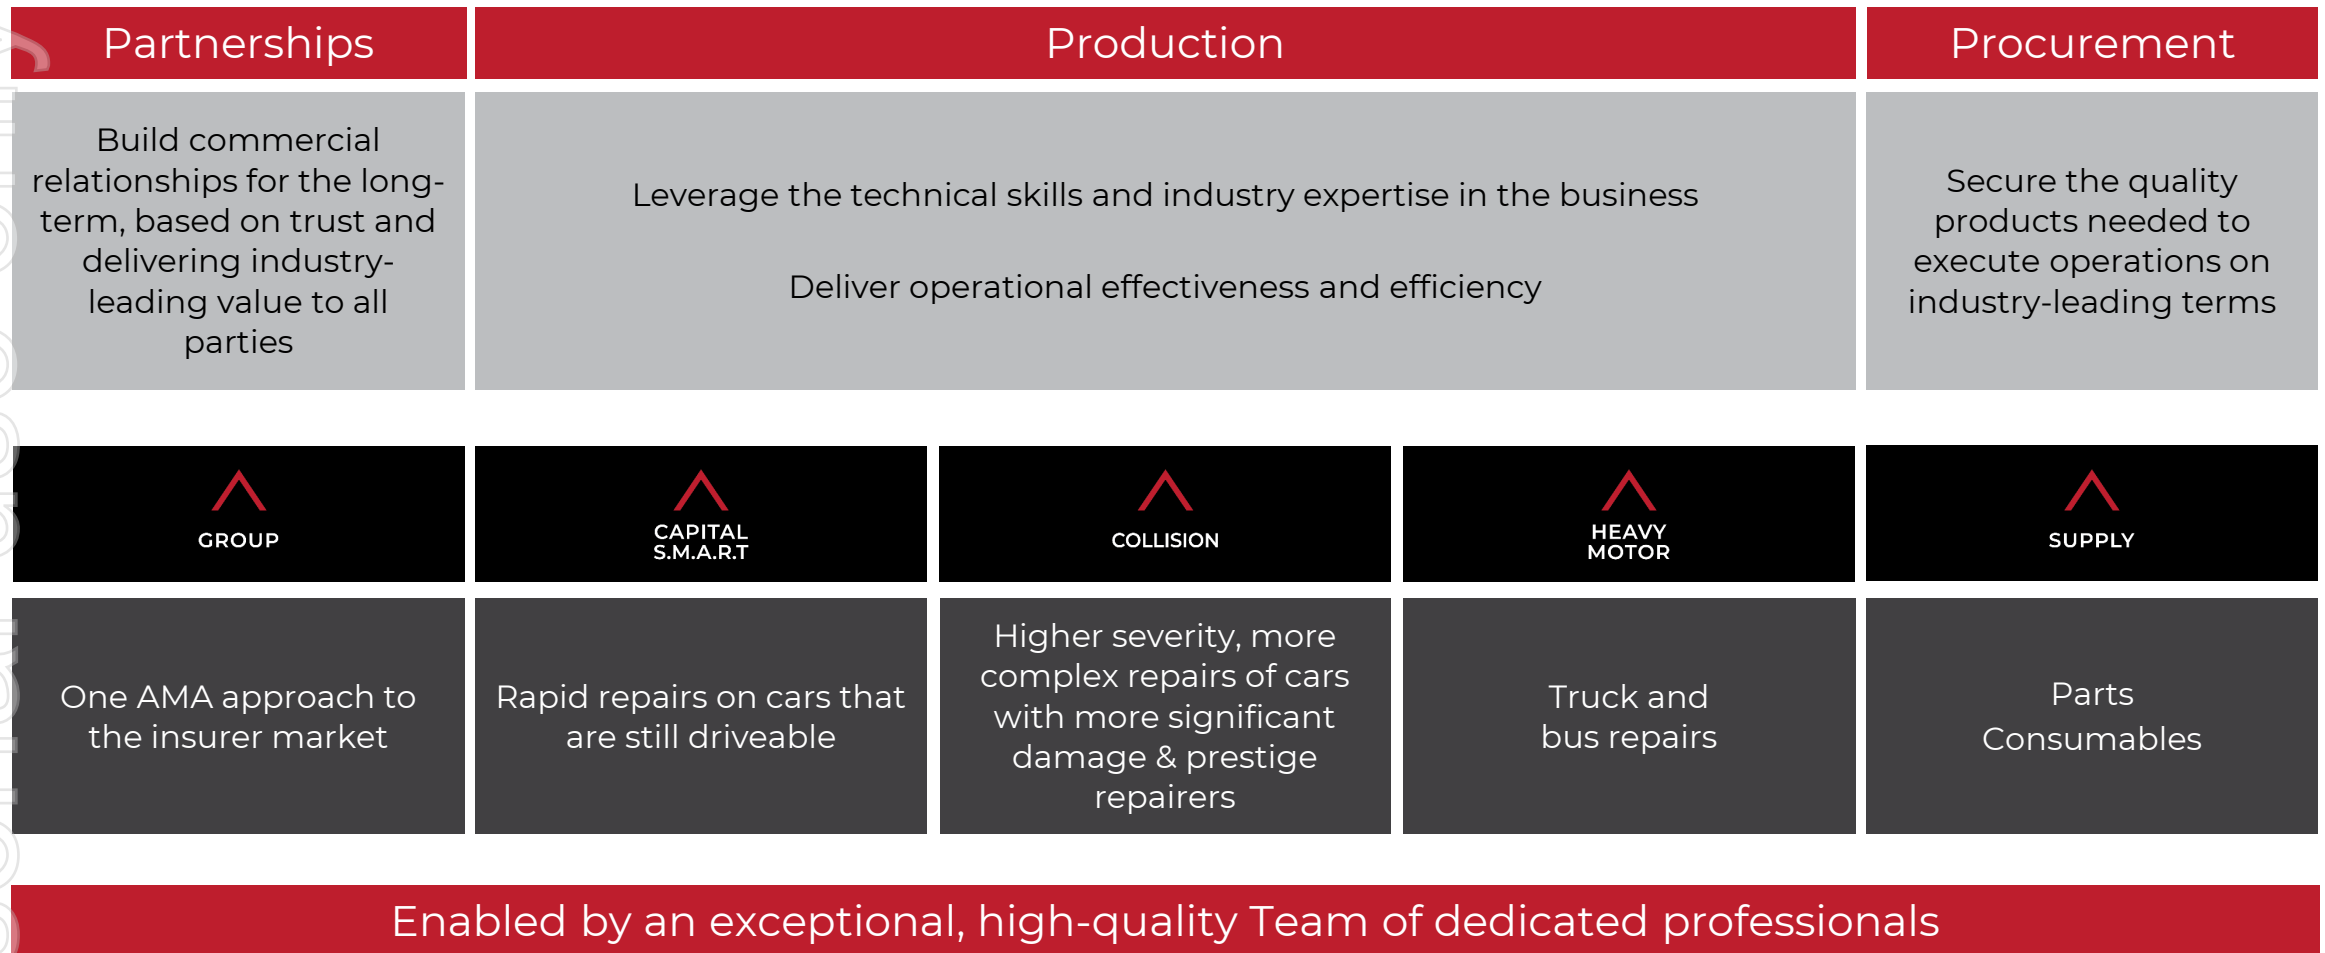 Partnerships
Production
Procurement
Build commercial
relationships for the long-
term, based on trust and
delivering industry-
leading value to all
parties
Leverage the technical skills and industry expertise in the business
Deliver operational effectiveness and efficiency
Secure the quality
products needed to
execute operations on
industry-leading terms
GROUP
CAPITAL
S.M.A.R.T
COLLISION
HEAVY
MOTOR
SUPPLY
One AMA approach to
the insurer market
Rapid repairs on cars that
are still driveable
Higher severity, more
complex repairs of cars
with more significant
damage & prestige
repairers
Truck and
bus repairs
Parts
Consumables
Enabled by an exceptional, high-quality Team of dedicated professionals